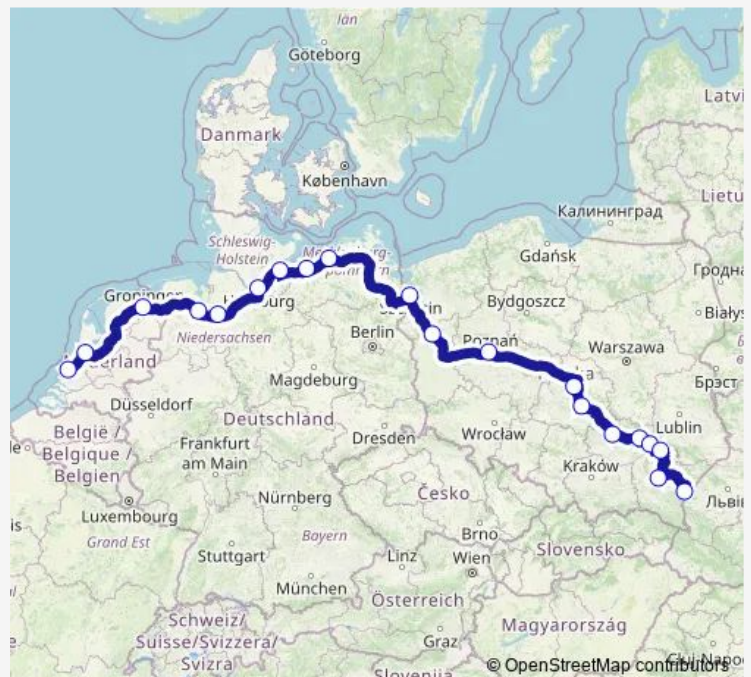 län
Göteborg
Latvi
Danmark
København
Lietu
Калининград
Schleswig-
Holstein
Gdańsk
Гродна
Groningen
Bydgoszcz
Białys
Niedersachsen
Berlin
Poznań
Warszawa
Nederland
Брэст
Magdeburg
Düsseldorf
Deutschland
Lublin
België /
Belgique /
Belgien
Frankfurt
am Main
Dresden
Wrocław
Kraków
Luxembourg
Grand Est
Nürnberg
Česko
Львів
Stuttgart
Bayern
Brno
Slovensko
Linz
Wien
München
Österreich
Schweiz/
Suisse/Svizzera/
Svizra
Magyarország
Graz
Slovenija
© OpenStreetMap contributors